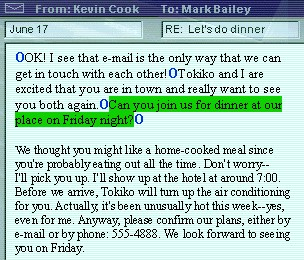 From: Kevin Cook To: Mark Bailey
June 17 RE: Let's do dinner
OOK! I see that e-mail is the only way that we can
get in touch with each other!OTokiko and I are
excited that you are in town and really want to see
you both again.OCan you join us for dinner at our
place on Friday night?O
We thought you might like a home-cooked meal since
you're probably eating out all the time. Don't worry--
I'll pick you up. I'll show up at the hotel at around 7:00.
Before we arrive, Tokiko will turn up the air conditioning
for you. Actually, it's been unusually hot this week--yes,
even for me. Anyway, please confirm our plans, either by
e-mail or by phone: 555-4888. We look forward to seeing
you on Friday.